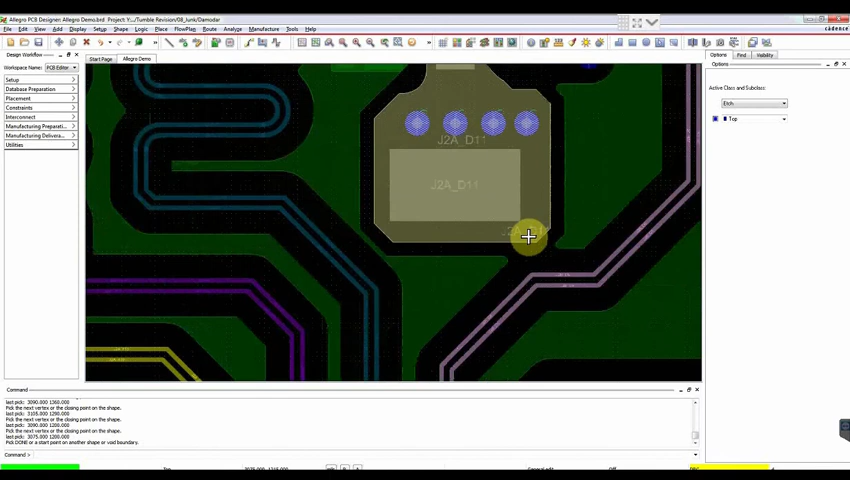 Allegro PCB Designer: Allegro Demo.brd Project: Y:.../Tumble Revision/08_Junk/Damodar
File Edit View Add Display Setup Shape Logic Place FlowPlan Route Analyze Manufacture Tools Help
cādence
Design Workflow
Start Page Allegro Demo
Options Find Visibility
Workspace Name: PCB Editor
Options
Setup
Database Preparation
Placement
Constraints
Interconnect
Manufacturing Preparati...
Manufacturing Delivera...
Utilities
Active Class and Subclass:
Etch
Top
J2A_D11
J2A_D11
Command
last pick: 3090.000 1360.000
Pick the next vertex or the closing point on the shape.
last pick: 3105.000 1200.000
Pick the next vertex or the closing point on the shape.
last pick: 3090.000 1200.000
Pick the next vertex or the closing point on the shape.
last pick: 3075.000 1200.000
Pick DONE or a start point on another shape or void boundary.
Command >
Top
General edit
Off